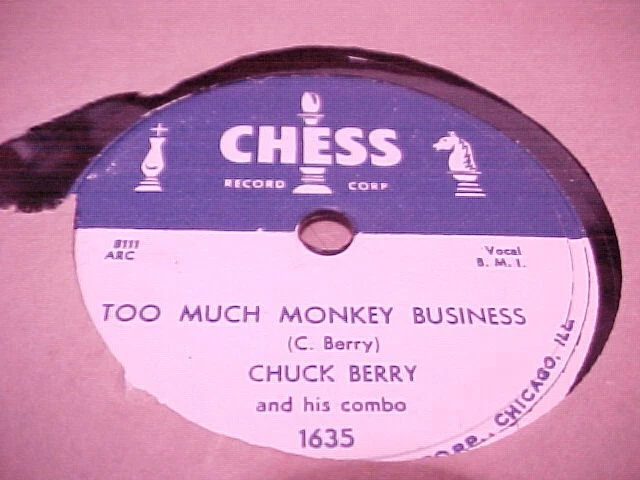 CHESS
RECORD CORP
8111
ARC
Vocal
B. M. I.
TOO MUCH MONKEY BUSINESS
(C. Berry)
CHUCK BERRY
and his combo
1635
CORP., CHICAGO, ILL